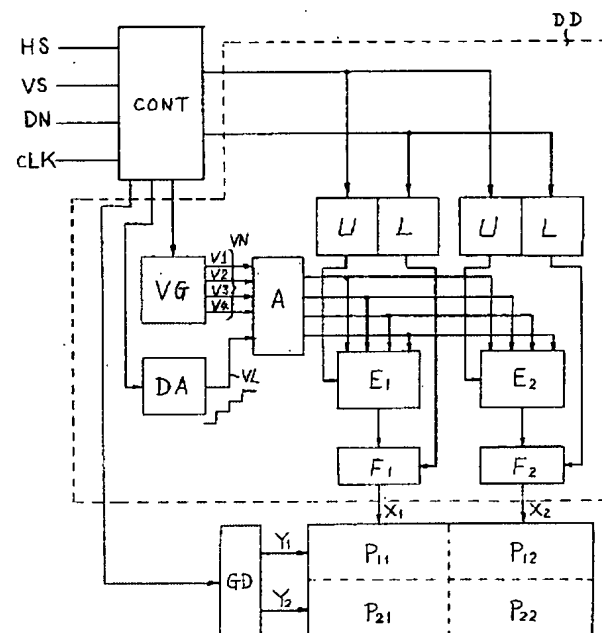 DD
HS
VS
DN
cLK
CONT
U L U L
VN
V1
V2
V3
V4
VG
A
DA
VL
E1 E2
F1 F2
X1 X2
GD
Y1
Y2
P11 P12
P21 P22